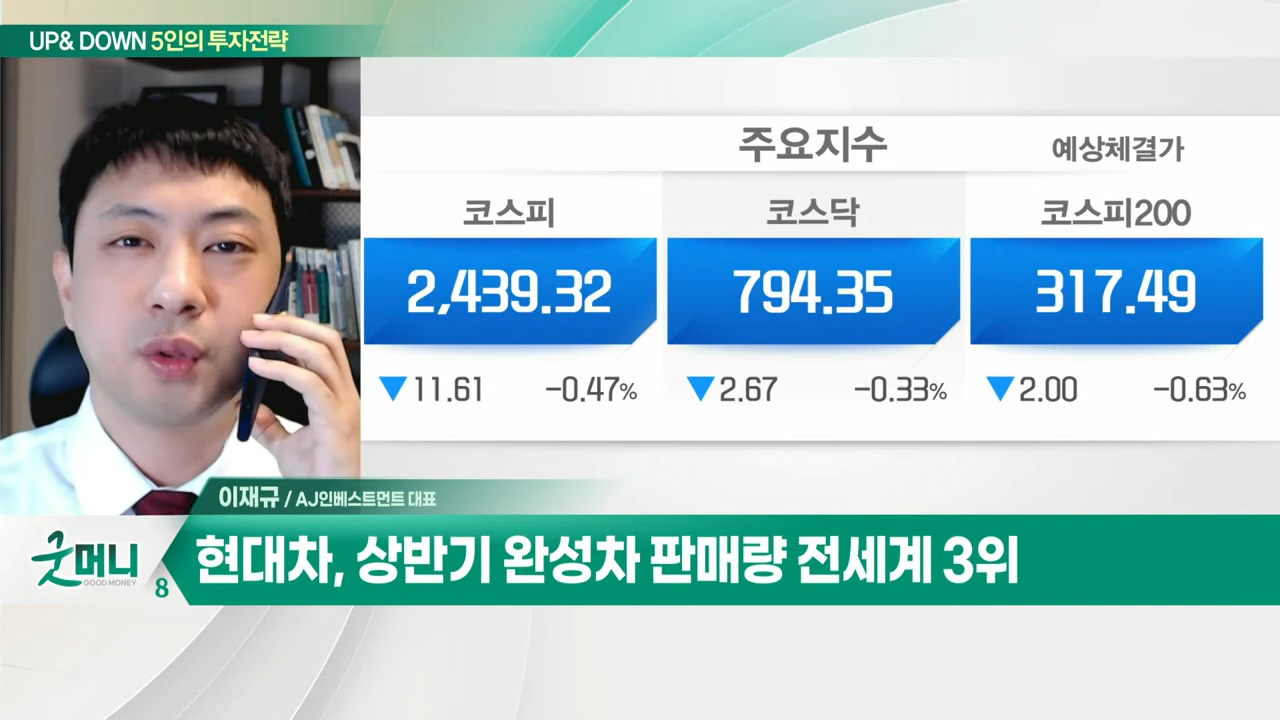 UP& DOWN 5인의 투자전략
주요지수
예상체결가
코스피
코스닥
코스피200
2,439.32
794.35
317.49
▼11.61 -0.47%
▼2.67 -0.33%
▼2.00 -0.63%
이재규 / AJ인베스트먼트 대표
굿머니
GOOD MONEY
8
현대차, 상반기 완성차 판매량 전세계 3위